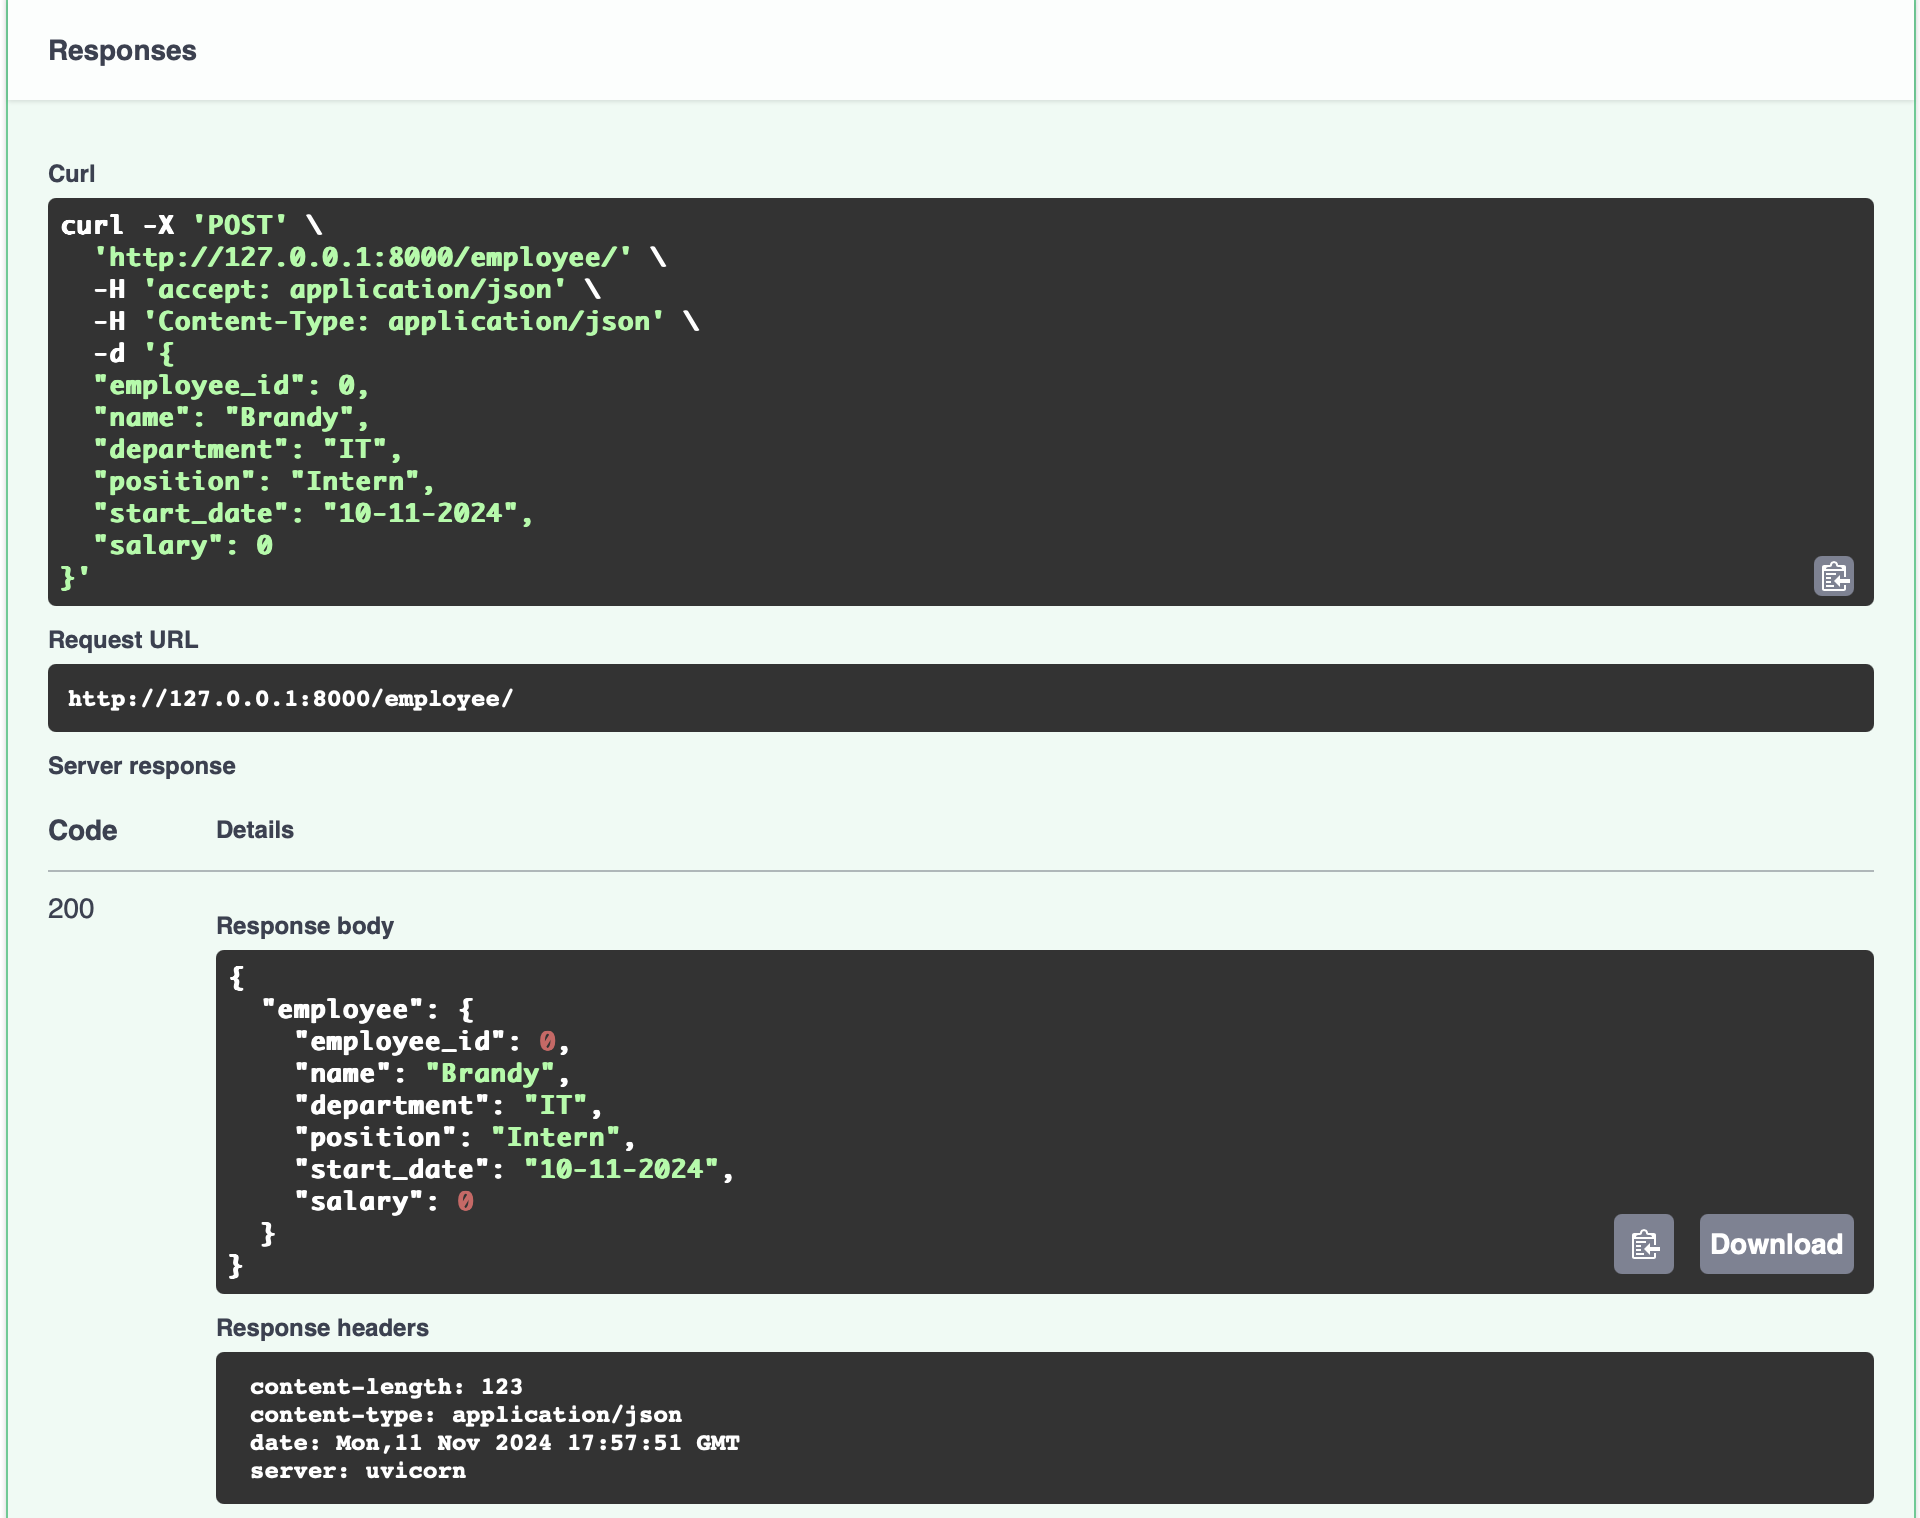 Responses
Curl
curl -X 'POST' \
  'http://127.0.0.1:8000/employee/' \
  -H 'accept: application/json' \
  -H 'Content-Type: application/json' \
  -d '{
  "employee_id": 0,
  "name": "Brandy",
  "department": "IT",
  "position": "Intern",
  "start_date": "10-11-2024",
  "salary": 0
}'
Request URL
http://127.0.0.1:8000/employee/
Server response
Code Details
200
Response body
{
  "employee": {
    "employee_id": 0,
    "name": "Brandy",
    "department": "IT",
    "position": "Intern",
    "start_date": "10-11-2024",
    "salary": 0
  }
}
Download
Response headers
content-length: 123
content-type: application/json
date: Mon,11 Nov 2024 17:57:51 GMT
server: uvicorn